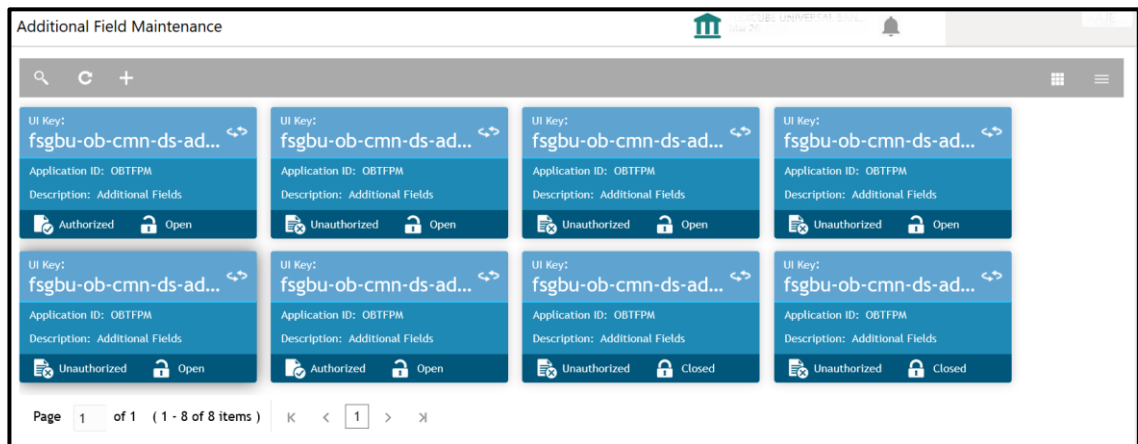 Additional Field Maintenance
UI Key: UI Key: UI Key: UI Key:
fsgbu-ob-cmn-ds-ad... fsgbu-ob-cmn-ds-ad... fsgbu-ob-cmn-ds-ad... fsgbu-ob-cmn-ds-ad...
Application ID: OBTFPM Application ID: OBTFPM Application ID: OBTFPM Application ID: OBTFPM
Description: Additional Fields Description: Additional Fields Description: Additional Fields Description: Additional Fields
Authorized Open Unauthorized Open Unauthorized Open Unauthorized Open
UI Key: UI Key: UI Key: UI Key:
fsgbu-ob-cmn-ds-ad... fsgbu-ob-cmn-ds-ad... fsgbu-ob-cmn-ds-ad... fsgbu-ob-cmn-ds-ad...
Application ID: OBTFPM Application ID: OBTFPM Application ID: OBTFPM Application ID: OBTFPM
Description: Additional Fields Description: Additional Fields Description: Additional Fields Description: Additional Fields
Unauthorized Open Authorized Open Unauthorized Closed Unauthorized Closed
Page 1 of 1 ( 1 - 8 of 8 items ) 1